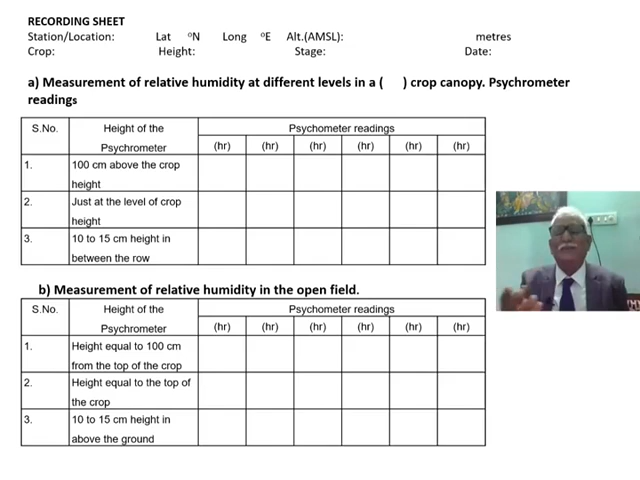 RECORDING SHEET
Station/Location: Lat ⁰N Long ⁰E Alt.(AMSL): metres
Crop: Height: Stage: Date:
a) Measurement of relative humidity at different levels in a ( ) crop canopy. Psychrometer
readings
S.No. Height of the Psychrometer Psychometer readings
(hr) (hr) (hr) (hr) (hr) (hr)
1. 100 cm above the crop
height
2. Just at the level of crop
height
3. 10 to 15 cm height in
between the row
b) Measurement of relative humidity in the open field.
S.No. Height of the Psychrometer Psychometer readings
(hr) (hr) (hr) (hr) (hr) (hr)
1. Height equal to 100 cm
from the top of the crop
2. Height equal to the top of
the crop
3. 10 to 15 cm height in
above the ground